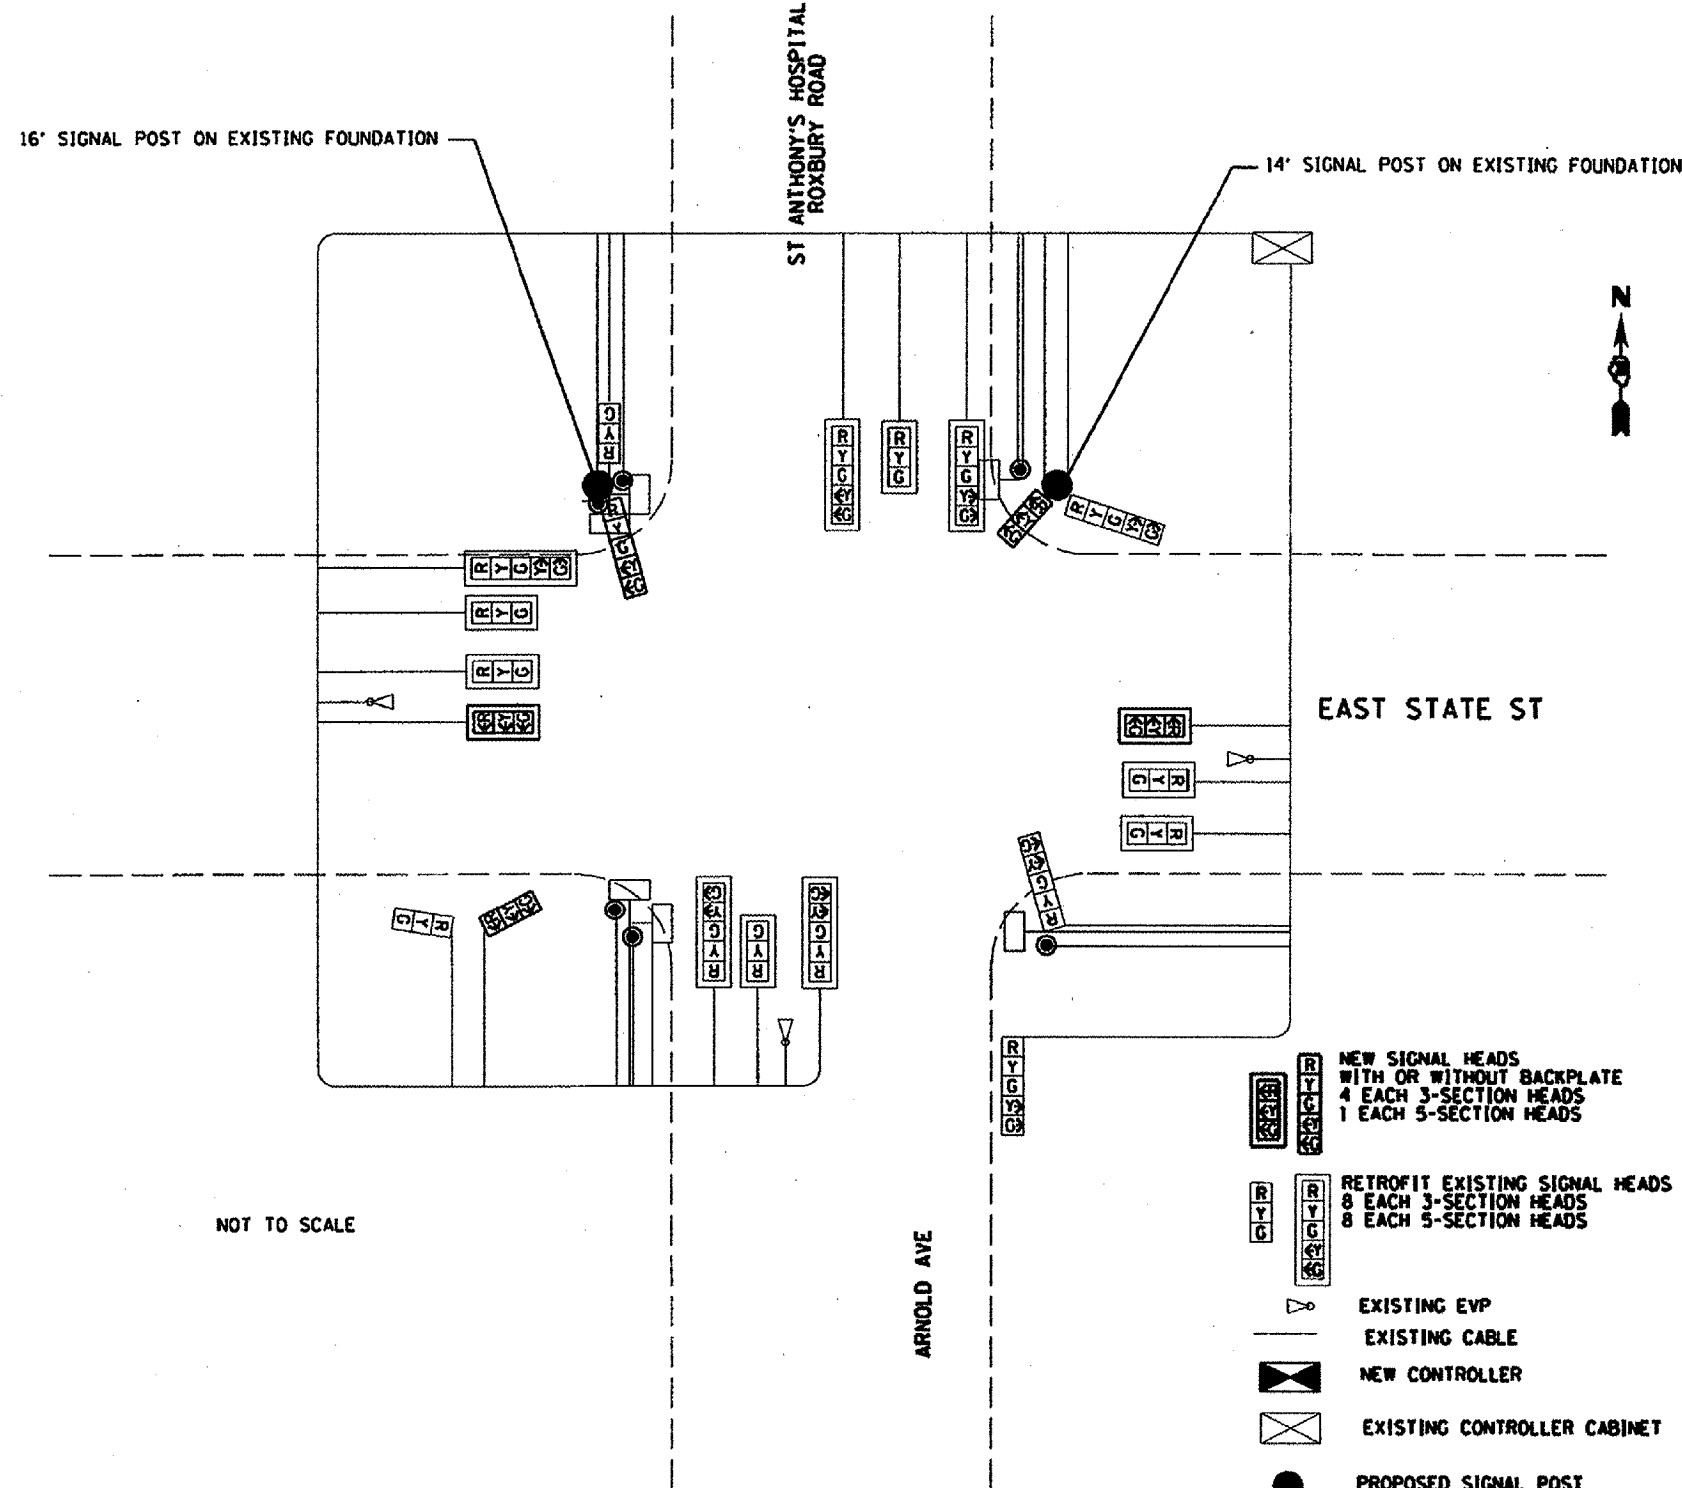 ST ANTHONY'S HOSPITAL
ROXBURY ROAD
16' SIGNAL POST ON EXISTING FOUNDATION
14' SIGNAL POST ON EXISTING FOUNDATION
N
R Y G
R Y G Y G
R Y G
R Y G Y G
R Y G
R Y G Y G
R Y G Y G
R Y G Y G
R Y G
R Y G
R Y G
EAST STATE ST
R Y G
R Y G
R Y G
R Y G Y G
R Y G
R Y G
R Y G Y G
R Y G
R Y G Y G
R Y G Y G
R Y G
R Y G Y G
NEW SIGNAL HEADS
WITH OR WITHOUT BACKPLATE
4 EACH 3-SECTION HEADS
1 EACH 5-SECTION HEADS
R Y G
R Y G Y G
RETROFIT EXISTING SIGNAL HEADS
8 EACH 3-SECTION HEADS
8 EACH 5-SECTION HEADS
NOT TO SCALE
ARNOLD AVE
EXISTING EVP
EXISTING CABLE
NEW CONTROLLER
EXISTING CONTROLLER CABINET
PROPOSED SIGNAL POST